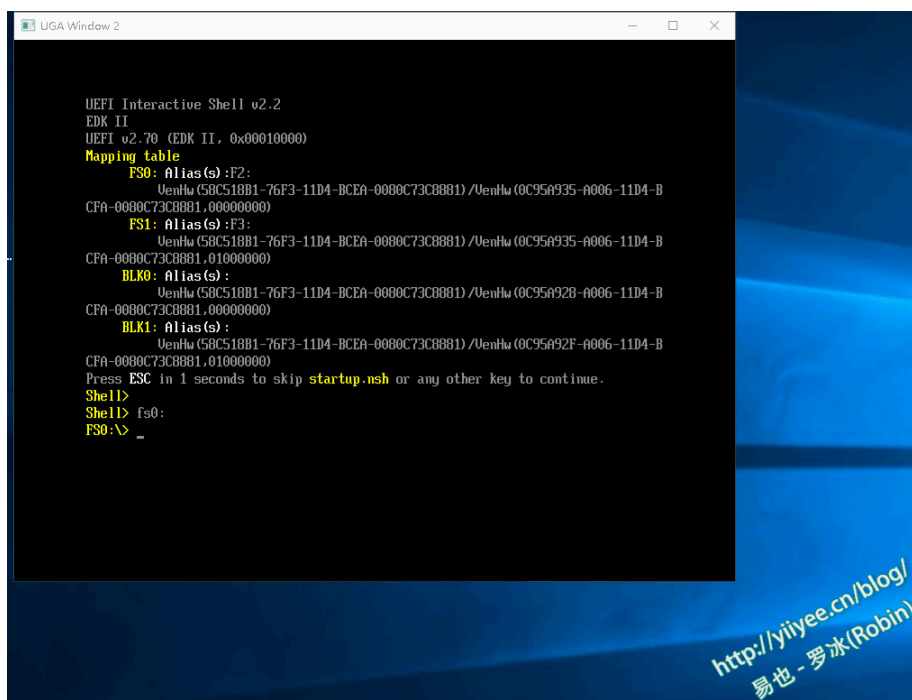 UGA Window 2
UEFI Interactive Shell v2.2
EDK II
UEFI v2.70 (EDK II, 0x00010000)
Mapping table
FS0: Alias(s):F2:
VenHw(58C518B1-76F3-11D4-BCEA-0080C73C8881)/VenHw(0C95A935-A006-11D4-B
CFA-0080C73C8881,00000000)
FS1: Alias(s):F3:
VenHw(58C518B1-76F3-11D4-BCEA-0080C73C8881)/VenHw(0C95A935-A006-11D4-B
CFA-0080C73C8881,01000000)
BLK0: Alias(s):
VenHw(58C518B1-76F3-11D4-BCEA-0080C73C8881)/VenHw(0C95A928-A006-11D4-B
CFA-0080C73C8881,00000000)
BLK1: Alias(s):
VenHw(58C518B1-76F3-11D4-BCEA-0080C73C8881)/VenHw(0C95A92F-A006-11D4-B
CFA-0080C73C8881,01000000)
Press ESC in 1 seconds to skip startup.nsh or any other key to continue.
Shell>
Shell> fs0:
FS0:\> _
http://yiiyee.cn/blog/
易也 - 罗冰(Robin)